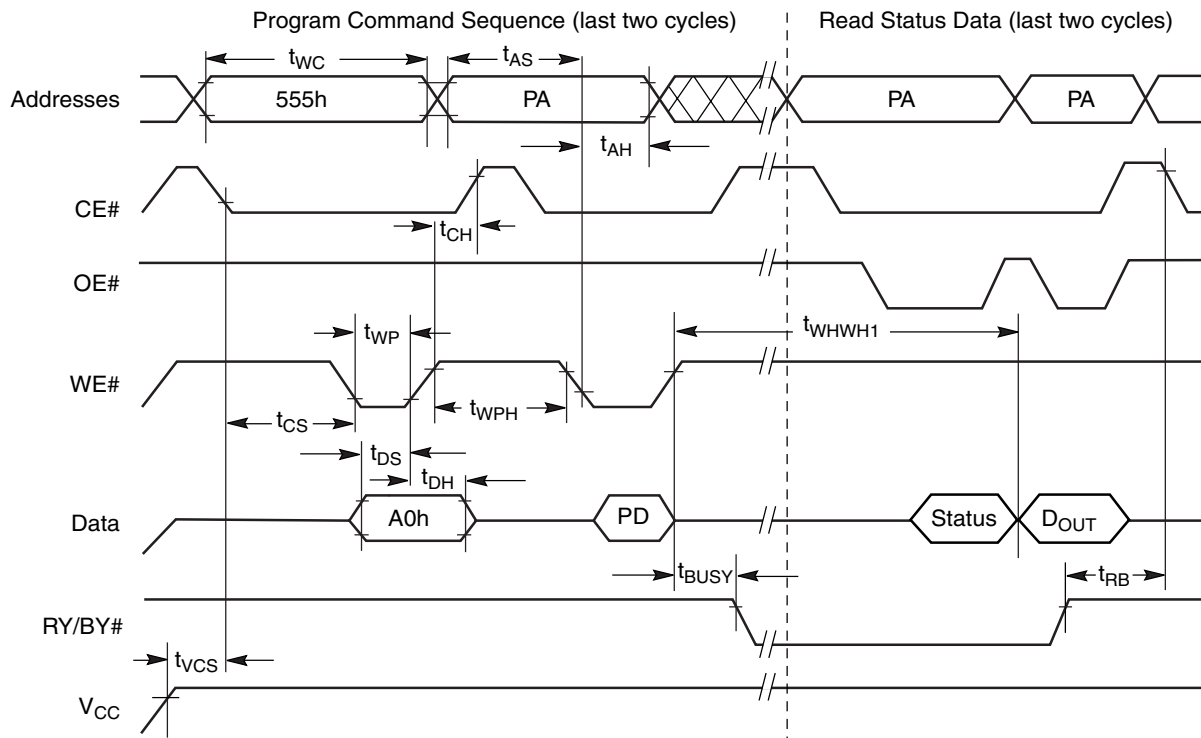 Program Command Sequence (last two cycles) Read Status Data (last two cycles)
tWC tAS
Addresses 555h PA PA PA
tAH
CE#
tCH
OE#
tWP tWHWH1
WE#
tCS tWPH
tDS
tDH
Data A0h PD Status DOUT
tBUSY tRB
RY/BY#
tVCS
VCC